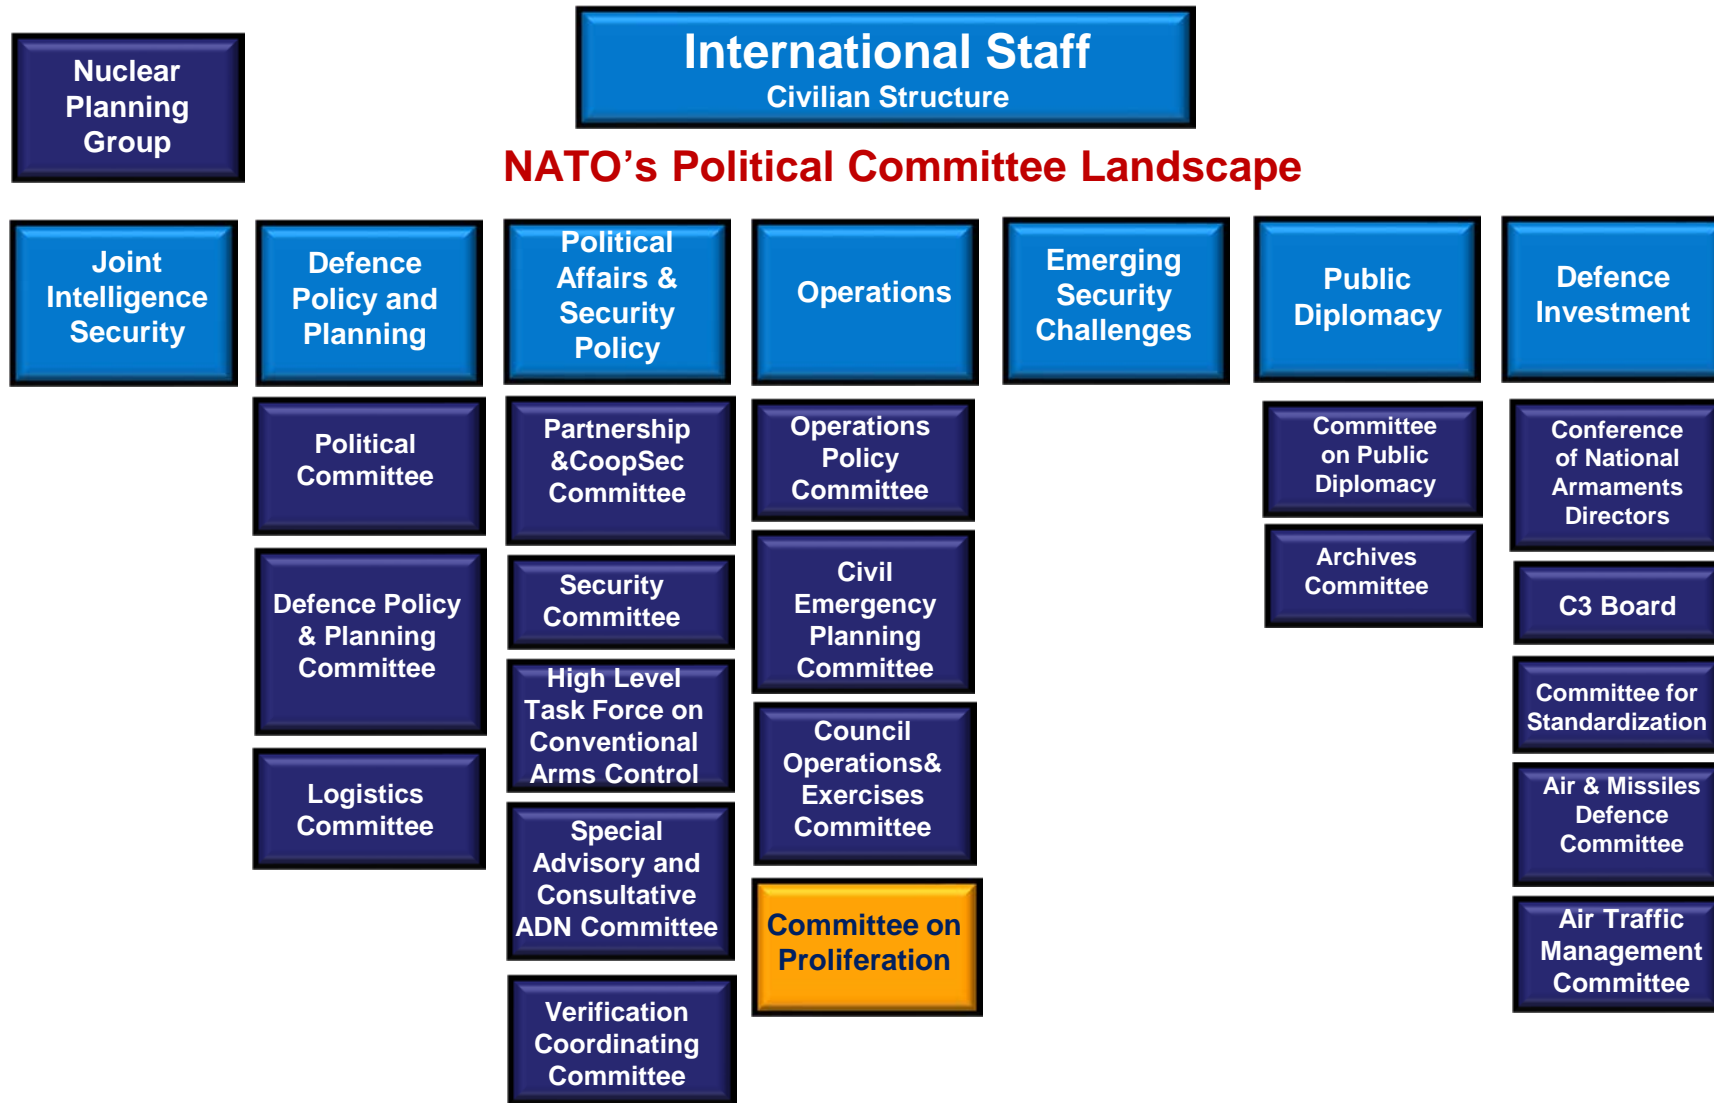 Nuclear
Planning
Group
International Staff
Civilian Structure
NATO’s Political Committee Landscape
Joint
Intelligence
Security
Defence
Policy and
Planning
Political
Affairs &
Security
Policy
Operations
Emerging
Security
Challenges
Public
Diplomacy
Defence
Investment
Political
Committee
Defence Policy
& Planning
Committee
Logistics
Committee
Partnership
&CoopSec
Committee
Security
Committee
High Level
Task Force on
Conventional
Arms Control
Special
Advisory and
Consultative
ADN Committee
Verification
Coordinating
Committee
Operations
Policy
Committee
Civil
Emergency
Planning
Committee
Council
Operations&
Exercises
Committee
Committee on
Proliferation
Committee
on Public
Diplomacy
Archives
Committee
Conference
of National
Armaments
Directors
C3 Board
Committee for
Standardization
Air & Missiles
Defence
Committee
Air Traffic
Management
Committee